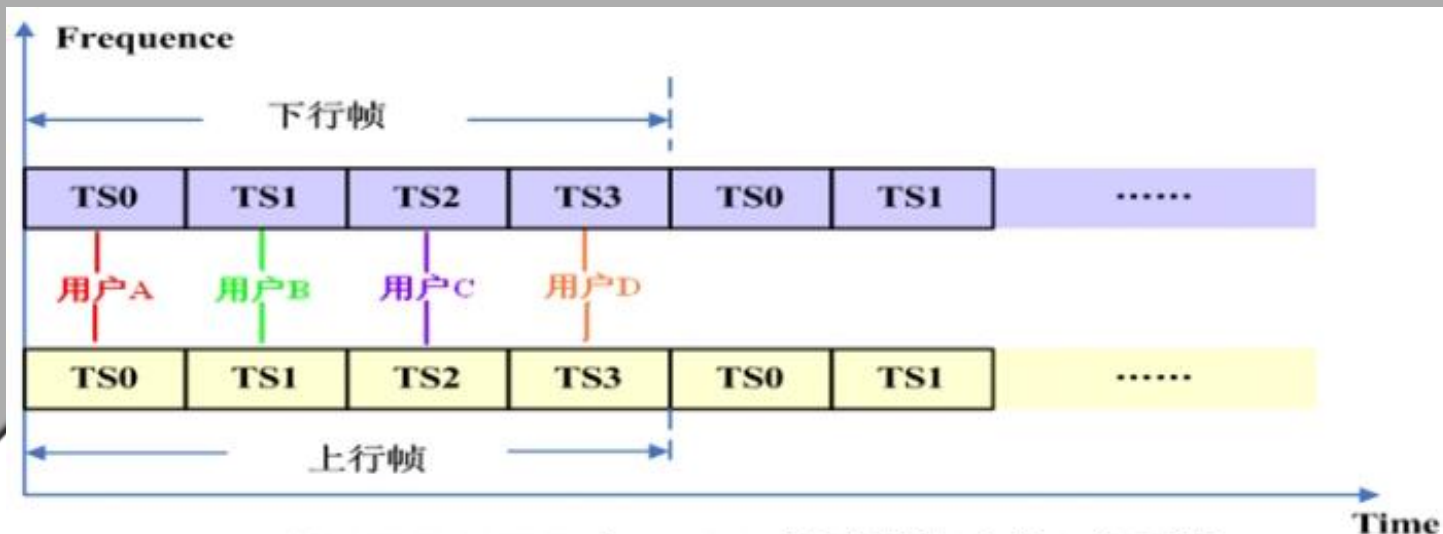 Frequence
下行帧
TS0 TS1 TS2 TS3 TS0 TS1 ······
用户A 用户B 用户C 用户D
TS0 TS1 TS2 TS3 TS0 TS1 ······
上行帧
Time